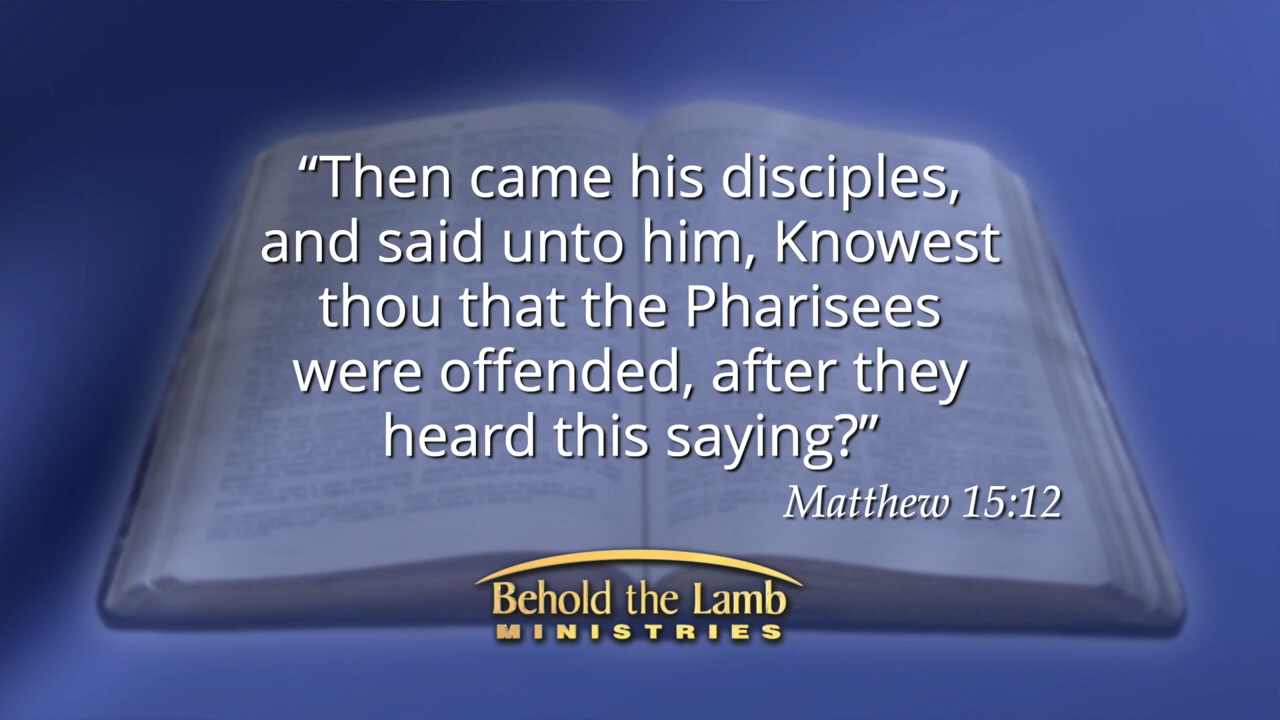 “Then came his disciples,
and said unto him, Knowest
thou that the Pharisees
were offended, after they
heard this saying?”
Matthew 15:12
Behold the Lamb
MINISTRIES